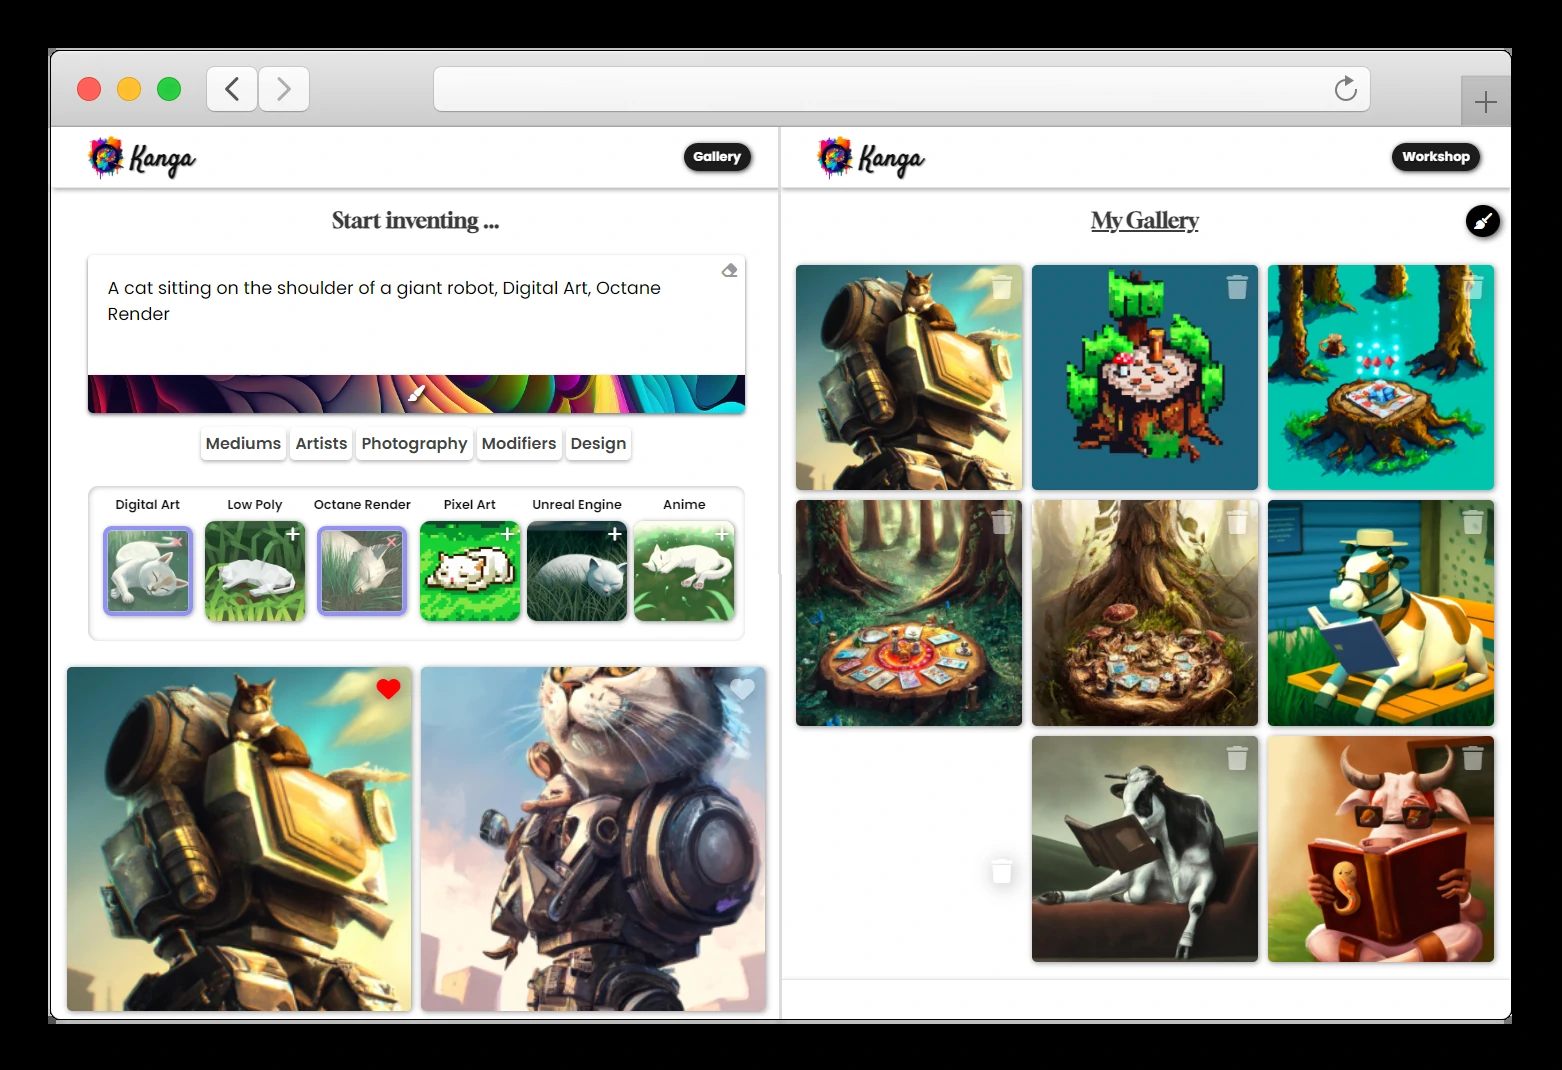 Kanga
Gallery
Start inventing ...
A cat sitting on the shoulder of a giant robot, Digital Art, Octane
Render
Mediums
Artists
Photography
Modifiers
Design
Digital Art
Low Poly
Octane Render
Pixel Art
Unreal Engine
Anime
Kanga
Workshop
My Gallery